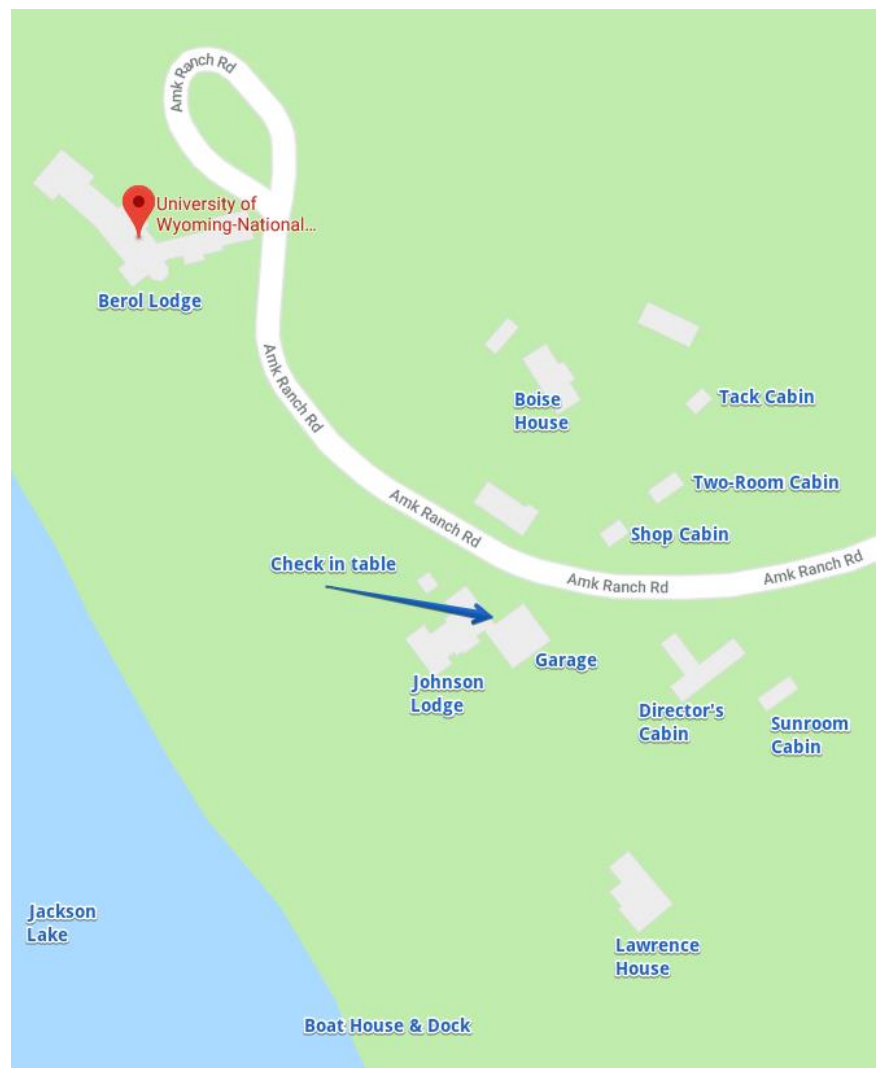 Amk Ranch Rd
University of
Wyoming-National...
Berol Lodge
Amk Ranch Rd
Boise
House
Tack Cabin
Two-Room Cabin
Amk Ranch Rd
Shop Cabin
Check in table
Amk Ranch Rd
Amk Ranch Rd
Garage
Johnson
Lodge
Director's
Cabin
Sunroom
Cabin
Jackson
Lake
Lawrence
House
Boat House & Dock